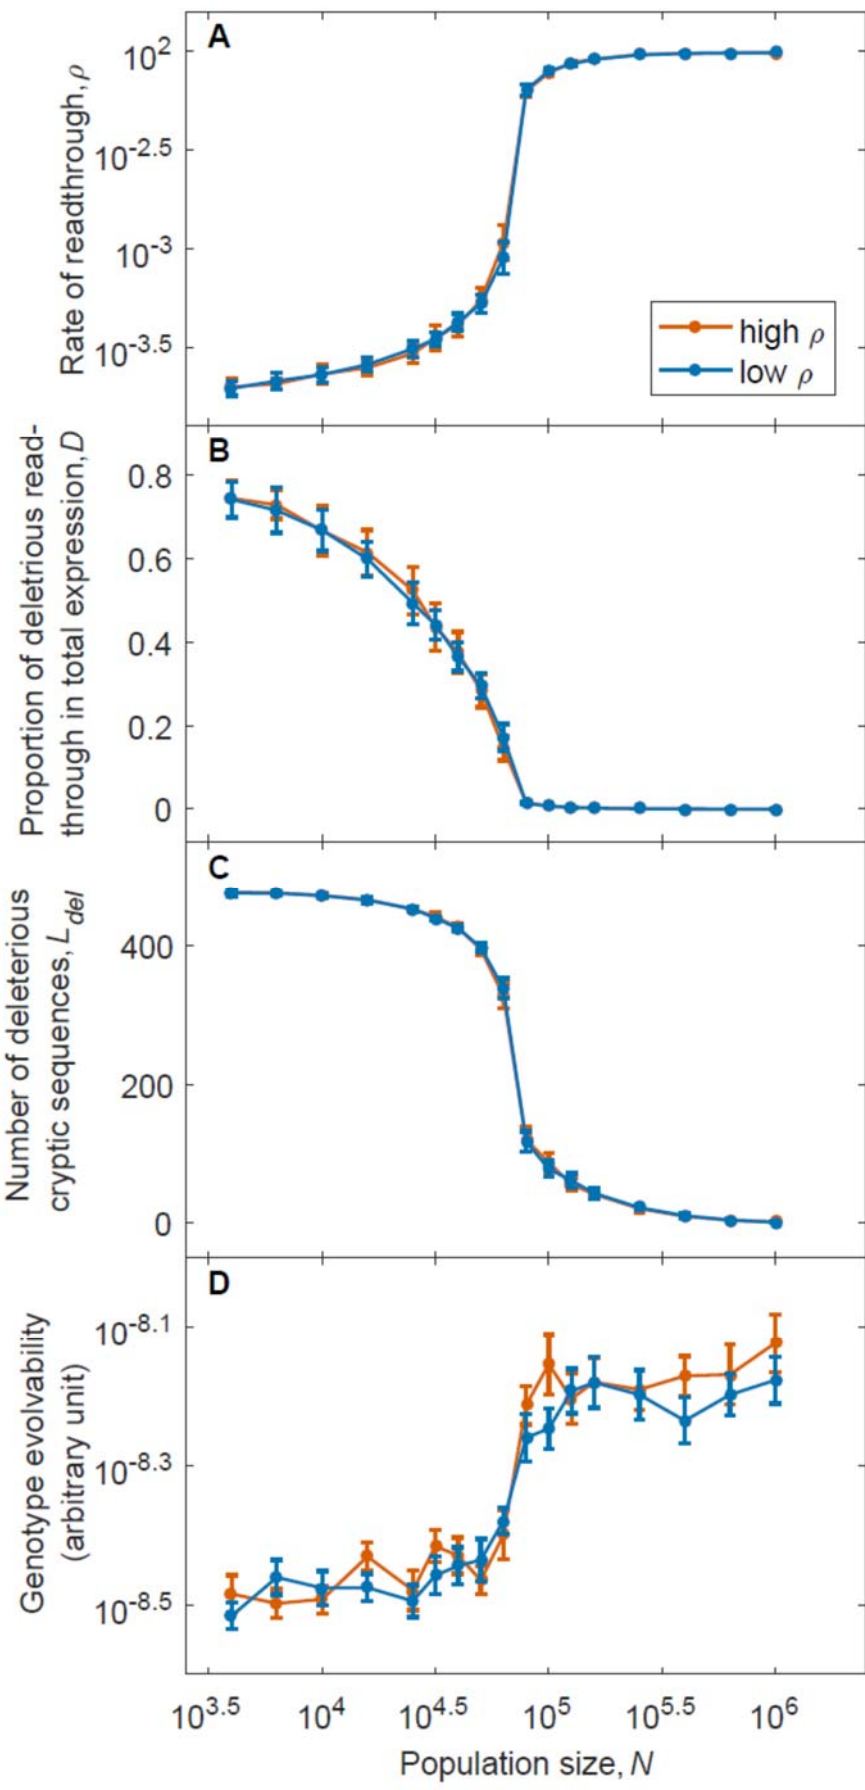 A
10^2
10^-2.5
10^-3
10^-3.5
Rate of readthrough, ρ
high ρ
low ρ
B
0.8
0.6
0.4
0.2
0
Proportion of deletrious read-
through in total expression, D
C
400
200
0
Number of deleterious
cryptic sequences, L_del
D
10^-8.1
10^-8.3
10^-8.5
Genotype evolvability
(arbitrary unit)
10^3.5 10^4 10^4.5 10^5 10^5.5 10^6
Population size, N